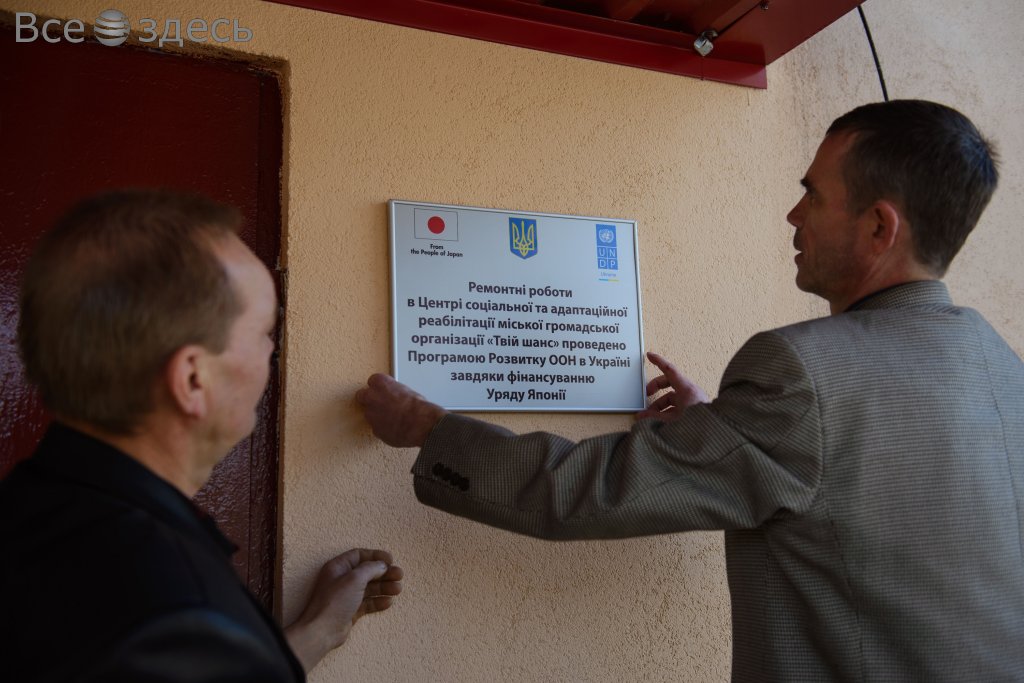 Все здесь
From
the People of Japan
U N
D P
Ukraine
Ремонтні роботи
в Центрі соціальної та адаптаційної
реабілітації міської громадської
організації «Твій шанс» проведено
Програмою Розвитку ООН в Україні
завдяки фінансуванню
Уряду Японії